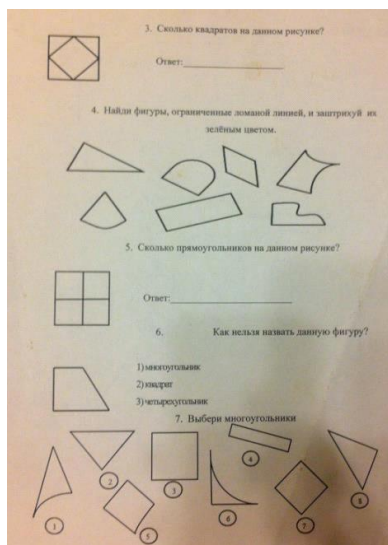 3. Сколько квадратов на данном рисунке?
Ответ:____________________
4. Найди фигуры, ограниченные ломаной линией, и заштрихуй их
зелёным цветом.
5. Сколько прямоугольников на данном рисунке?
Ответ:________________________
6. Как нельзя назвать данную фигуру?
1) многоугольник
2) квадрат
3) четырехугольник
7. Выбери многоугольники
1
2
3
4
5
6
7
8